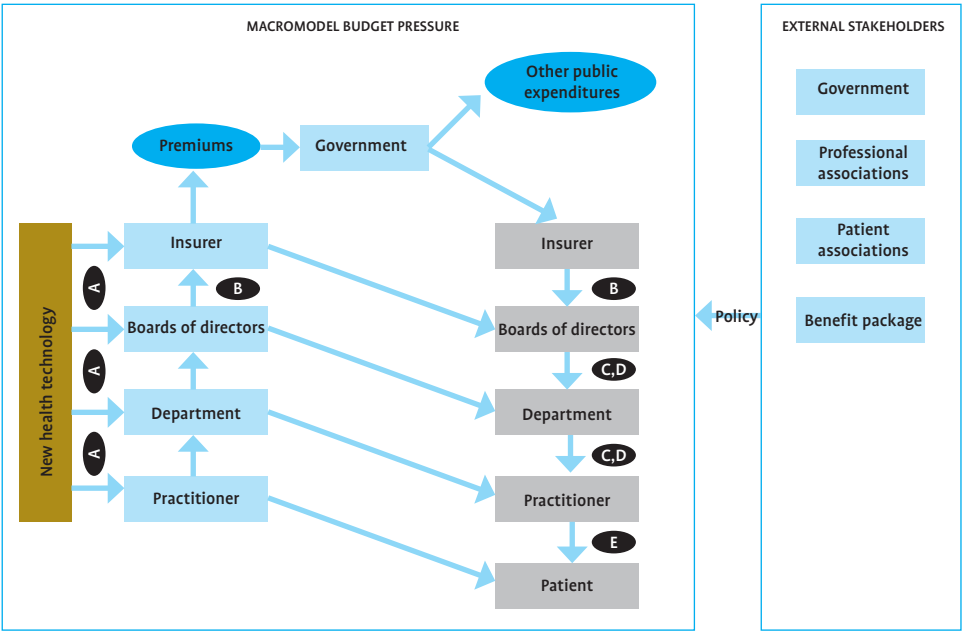 MACROMODEL BUDGET PRESSURE
Other public
expenditures
Premiums
Government
New health technology
A
A
A
Insurer
B
Boards of directors
Department
Practitioner
Insurer
B
Boards of directors
C,D
Department
C,D
Practitioner
E
Patient
Policy
EXTERNAL STAKEHOLDERS
Government
Professional
associations
Patient
associations
Benefit package